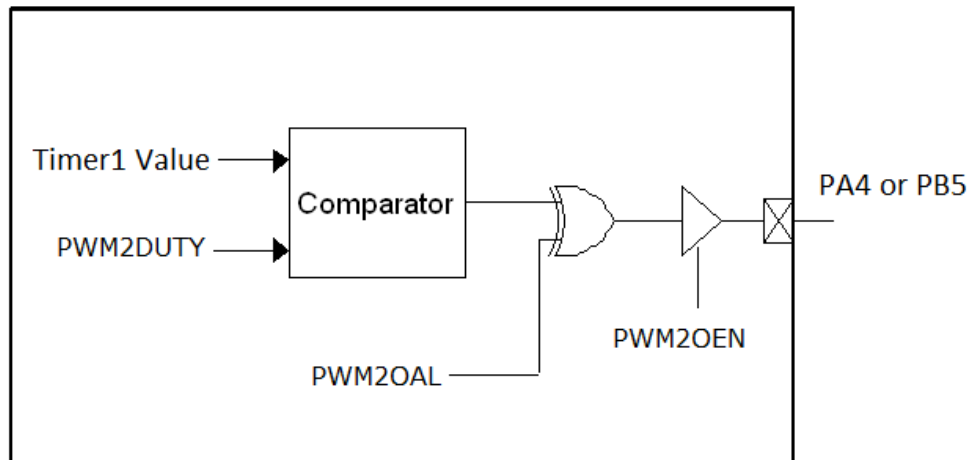 Timer1 Value
PA4 or PB5
Comparator
PWM2DUTY
PWM2OEN
PWM2OAL